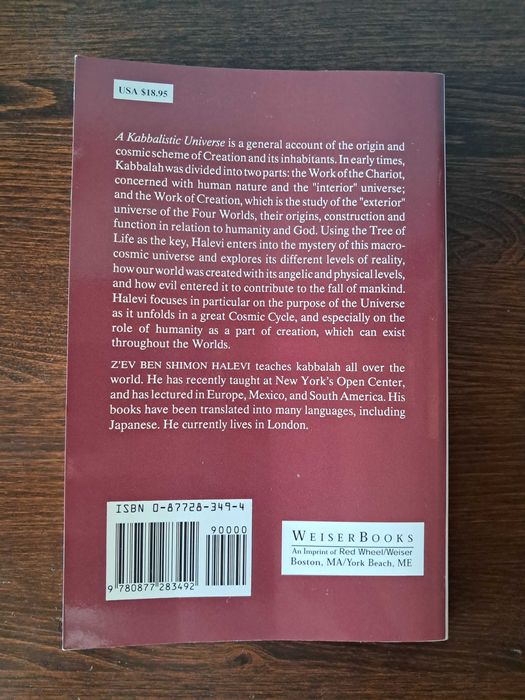 USA $18.95
A Kabbalistic Universe is a general account of the origin and
cosmic scheme of Creation and its inhabitants. In early times,
Kabbalah was divided into two parts: the Work of the Chariot,
concerned with human nature and the "interior" universe;
and the Work of Creation, which is the study of the "exterior"
universe of the Four Worlds, their origins, construction and
function in relation to humanity and God. Using the Tree of
Life as the key, Halevi enters into the mystery of this macro-
cosmic universe and explores its different levels of reality,
how our world was created with its angelic and physical levels,
and how evil entered it to contribute to the fall of mankind.
Halevi focuses in particular on the purpose of the Universe
as it unfolds in a great Cosmic Cycle, and especially on the
role of humanity as a part of creation, which can exist
throughout the Worlds.
Z'EV BEN SHIMON HALEVI teaches kabbalah all over the
world. He has recently taught at New York's Open Center,
and has lectured in Europe, Mexico, and South America. His
books have been translated into many languages, including
Japanese. He currently lives in London.
ISBN 0-87728-349-4
90000
9 780877 283492
WEISERBOOKS
An Imprint of Red Wheel/Weiser
Boston, MA/York Beach, ME